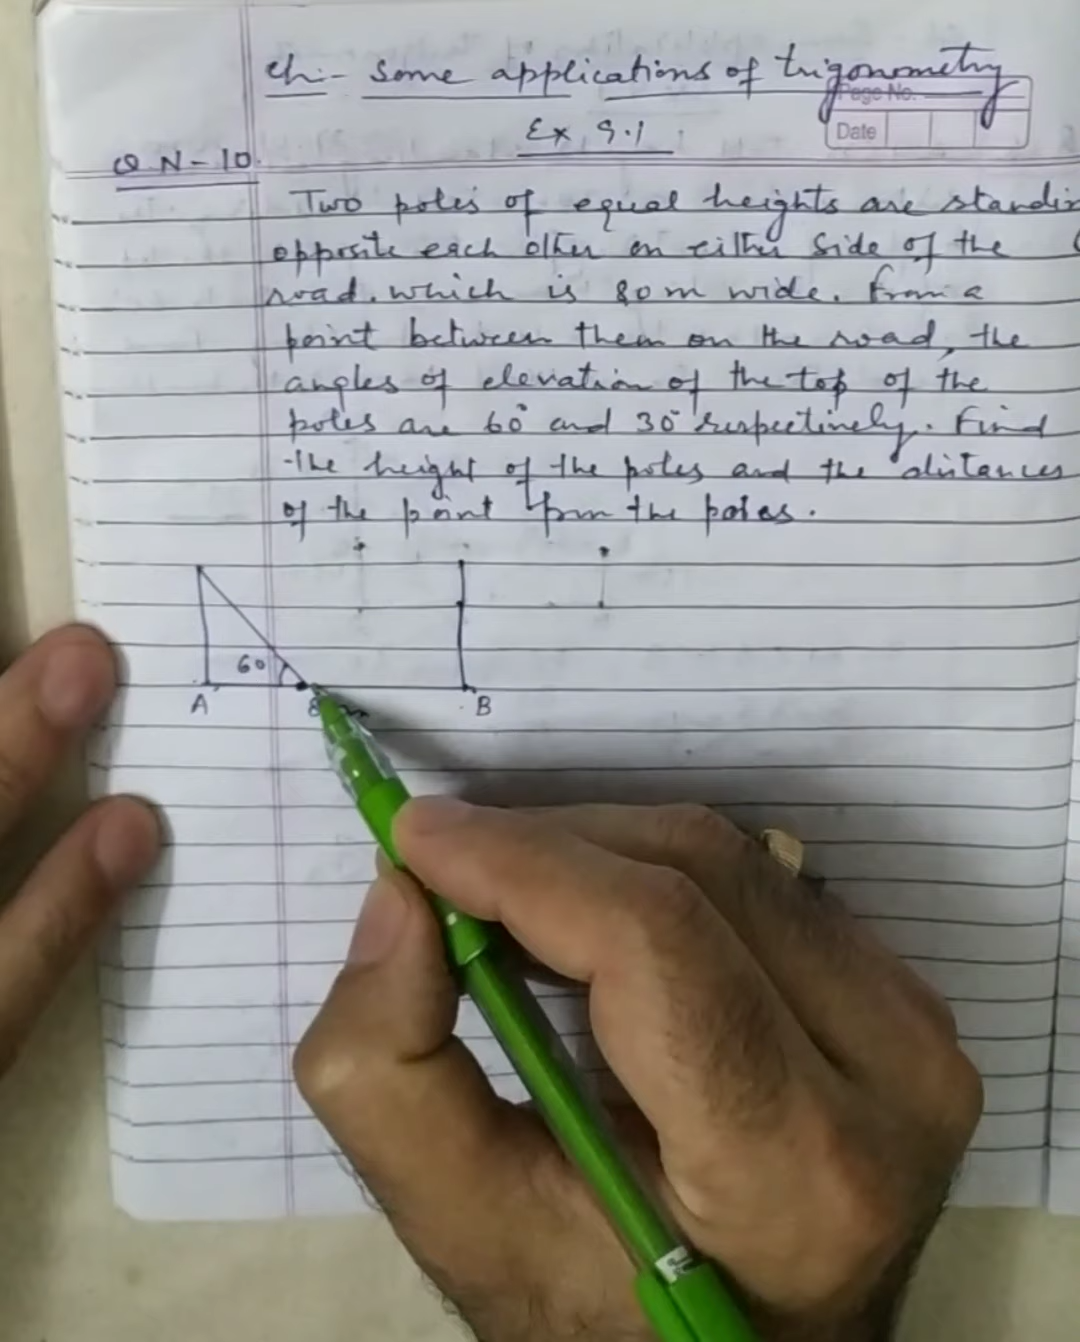 Ch:- Some applications of trigonometry
Page No.
Ex 9.1
Date
Q.N-10.
Two poles of equal heights are standin
opposite each other on either side of the
road. which is 80m wide. From a
point between them on the road, the
angles of elevation of the top of the
poles are 60° and 30° respectively. Find
the height of the poles and the distances
of the point from the poles.
60
A
B